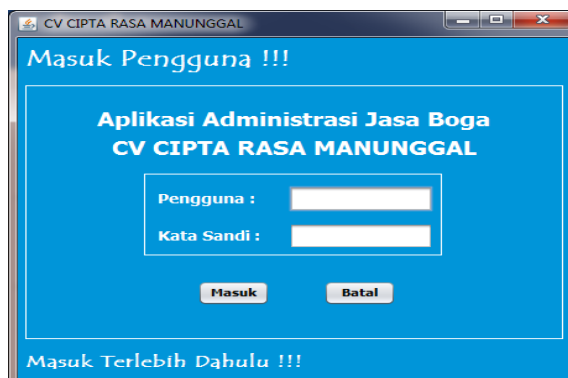 CV CIPTA RASA MANUNGGAL
Masuk Pengguna !!!
Aplikasi Administrasi Jasa Boga
CV CIPTA RASA MANUNGGAL
Pengguna :
Kata Sandi :
Masuk Batal
Masuk Terlebih Dahulu !!!